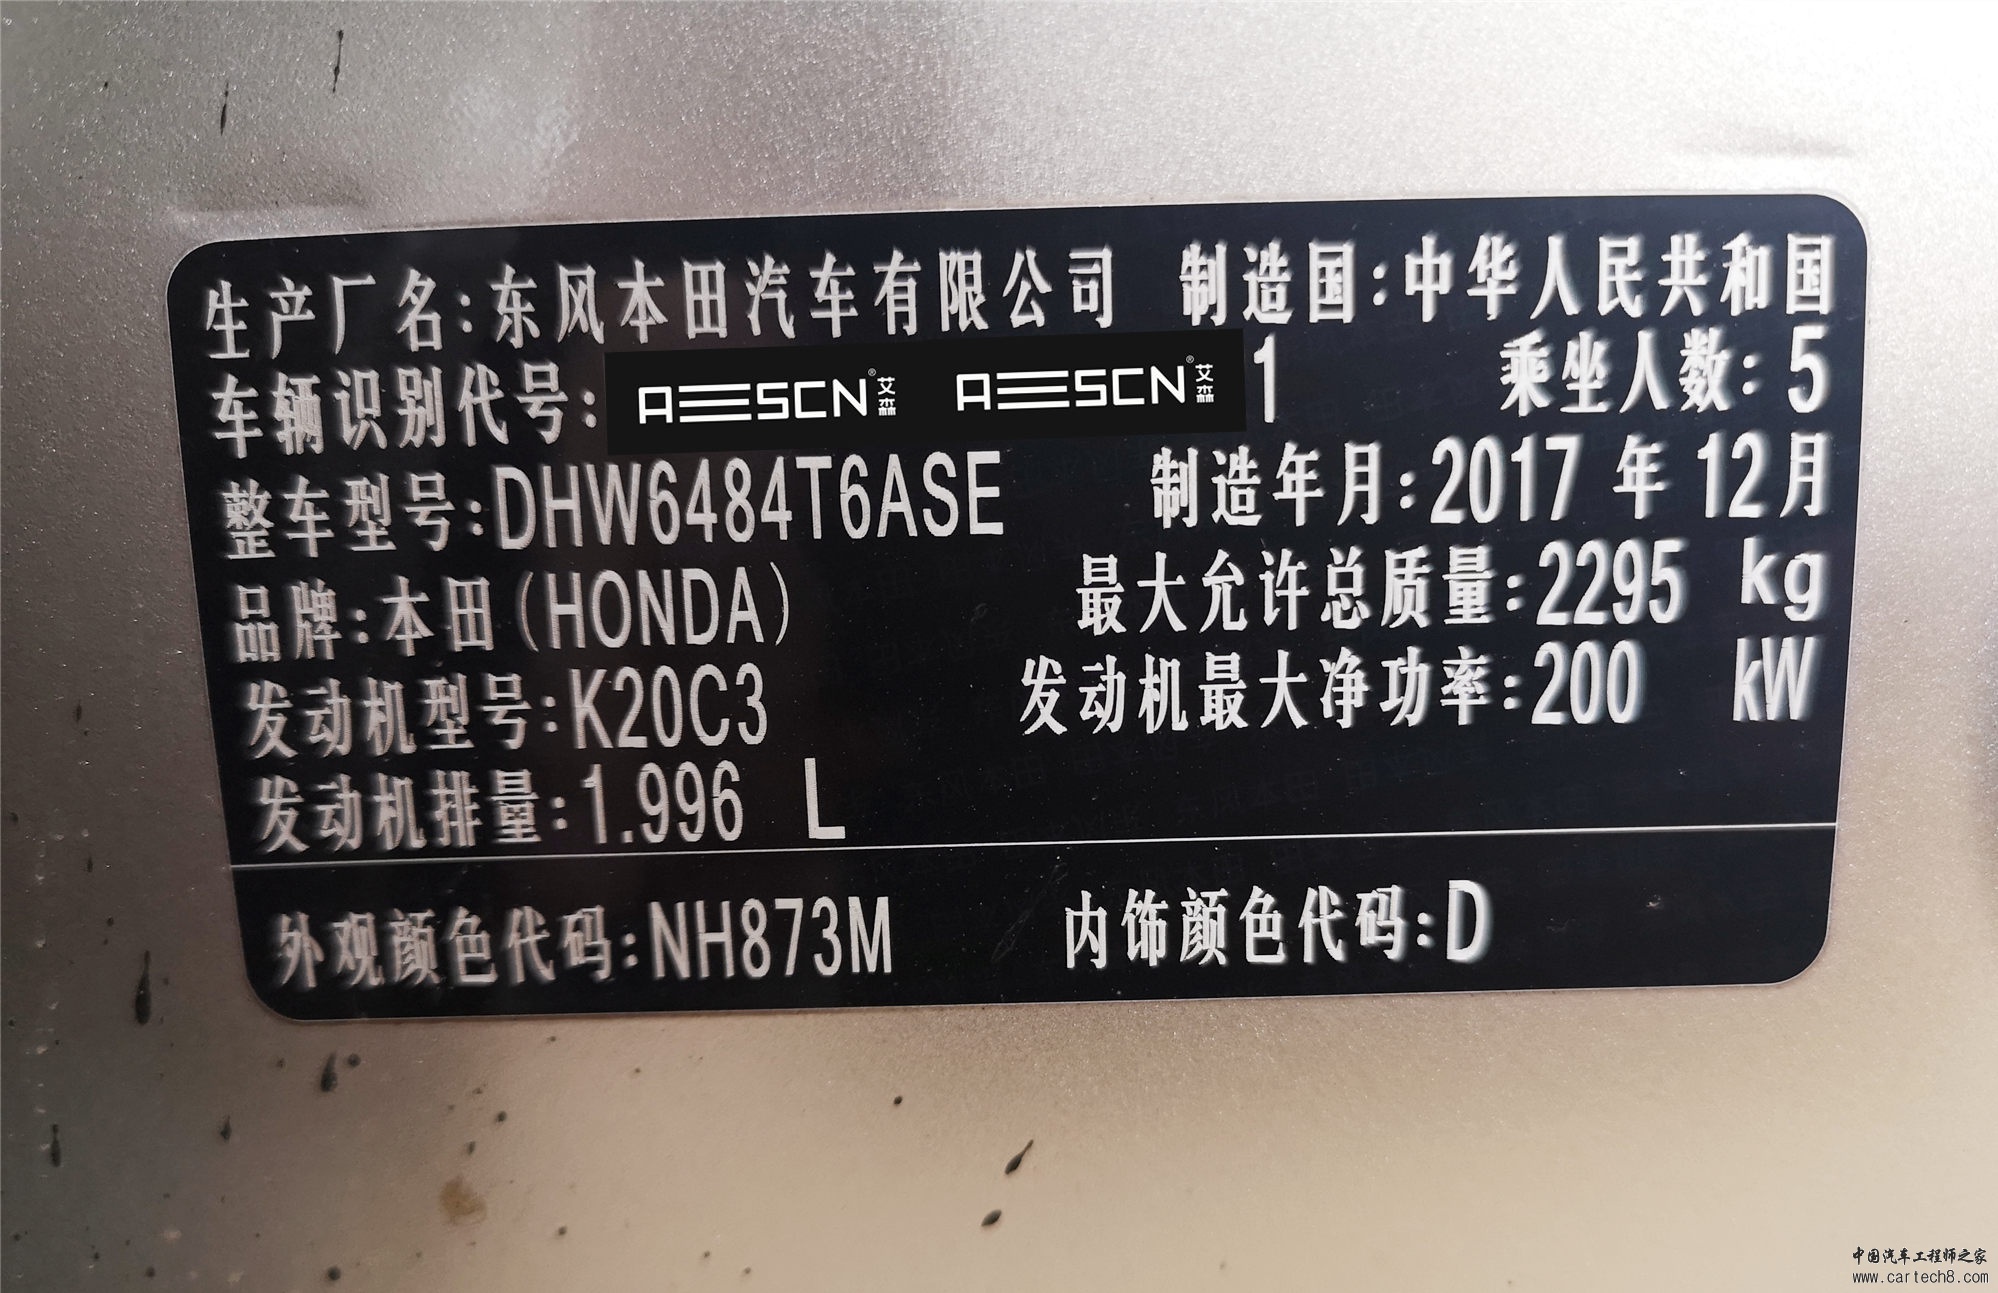 生产厂名:东风本田汽车有限公司 制造国:中华人民共和国
车辆识别代号: AESCN® 艾森 AESCN® 艾森 1 乘坐人数:5
整车型号:DHW6484T6ASE 制造年月:2017 年 12月
品牌:本田(HONDA) 最大允许总质量:2295 kg
发动机型号:K20C3 发动机最大净功率:200 kW
发动机排量:1.996 L
外观颜色代码:NH873M 内饰颜色代码:D
中国汽车工程师之家
www.cartech8.com